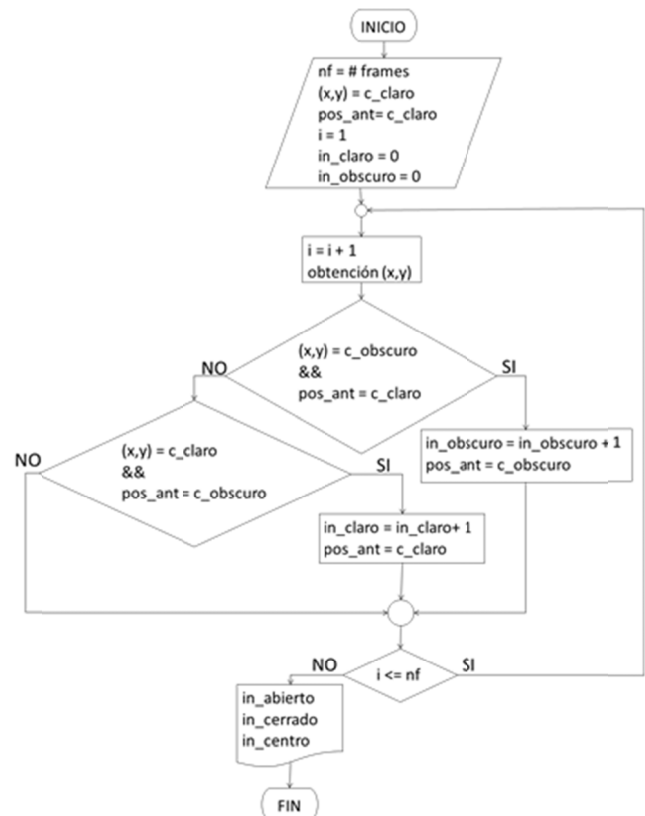 INICIO
nf = # frames
(x,y) = c_claro
pos_ant= c_claro
i = 1
in_claro = 0
in_obscuro = 0
i = i + 1
obtención (x,y)
(x,y) = c_obscuro
&&
pos_ant = c_claro
NO
SI
in_obscuro = in_obscuro + 1
pos_ant = c_obscuro
(x,y) = c_claro
&&
pos_ant = c_obscuro
NO
SI
in_claro = in_claro+ 1
pos_ant = c_claro
i <= nf
NO
SI
in_abierto
in_cerrado
in_centro
FIN